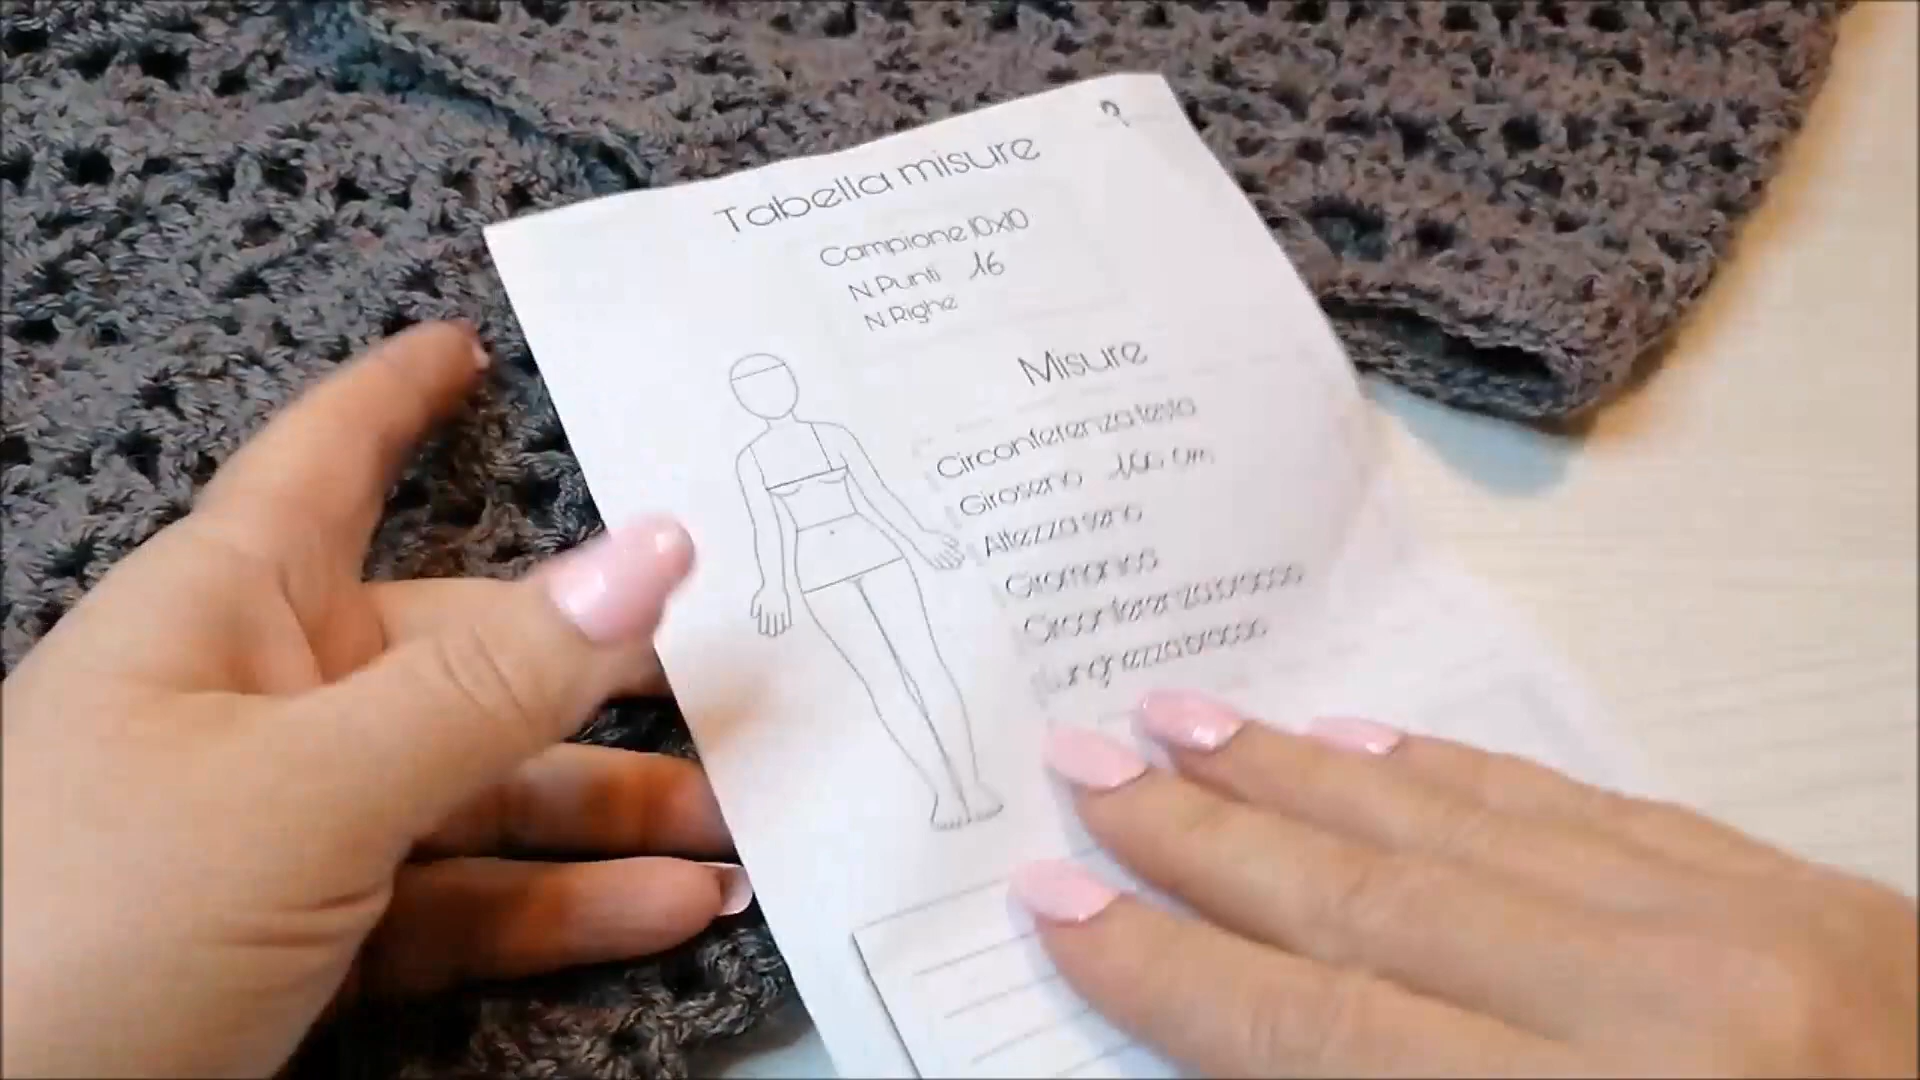 Tabella misure
Campione 10x10
N.Punti 16
N.Righe
Misure
Circonferenza testa
Giroseno 100 cm
Altezza seno
Giromanica
Circonferenza braccio
Lunghezza braccio